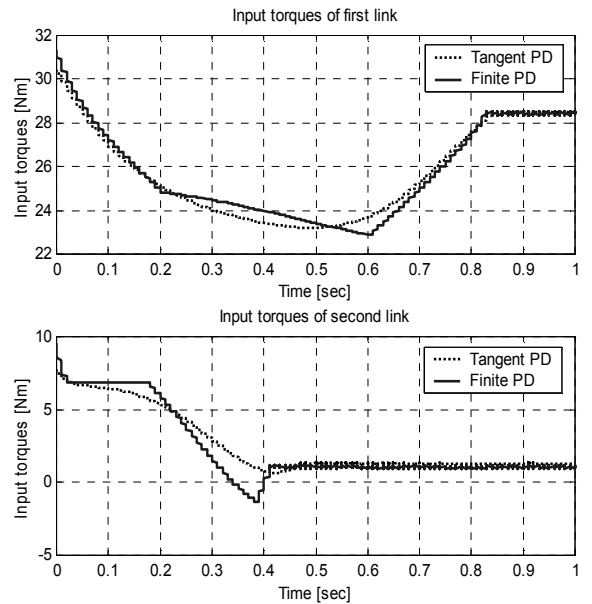 Input torques of first link
32
30
28
26
24
22
Input torques [Nm]
Tangent PD
Finite PD
0 0.1 0.2 0.3 0.4 0.5 0.6 0.7 0.8 0.9 1
Time [sec]
Input torques of second link
10
5
0
-5
Input torques [Nm]
Tangent PD
Finite PD
0 0.1 0.2 0.3 0.4 0.5 0.6 0.7 0.8 0.9 1
Time [sec]